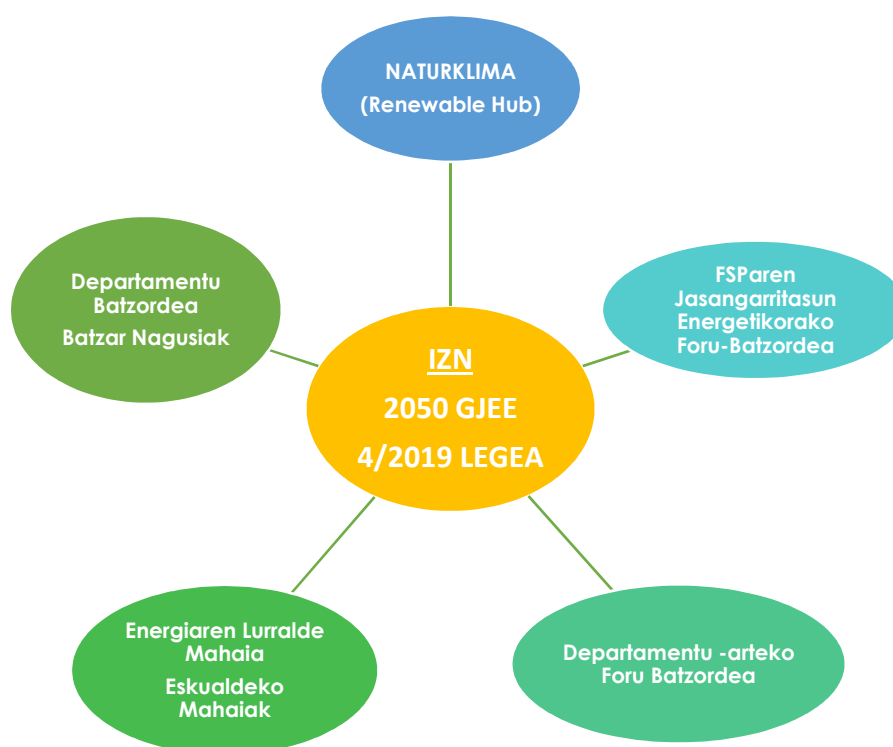 NATURKLIMA
(Renewable Hub)
Departamentu
Batzordea
Batzar Nagusiak
FSParen
Jasangarritasun
Energetikorako
Foru-Batzordea
IZN
2050 GJEE
4/2019 LEGEA
Energiaren Lurralde
Mahaia
Eskualdeko
Mahaiak
Departamentu -arteko
Foru Batzordea